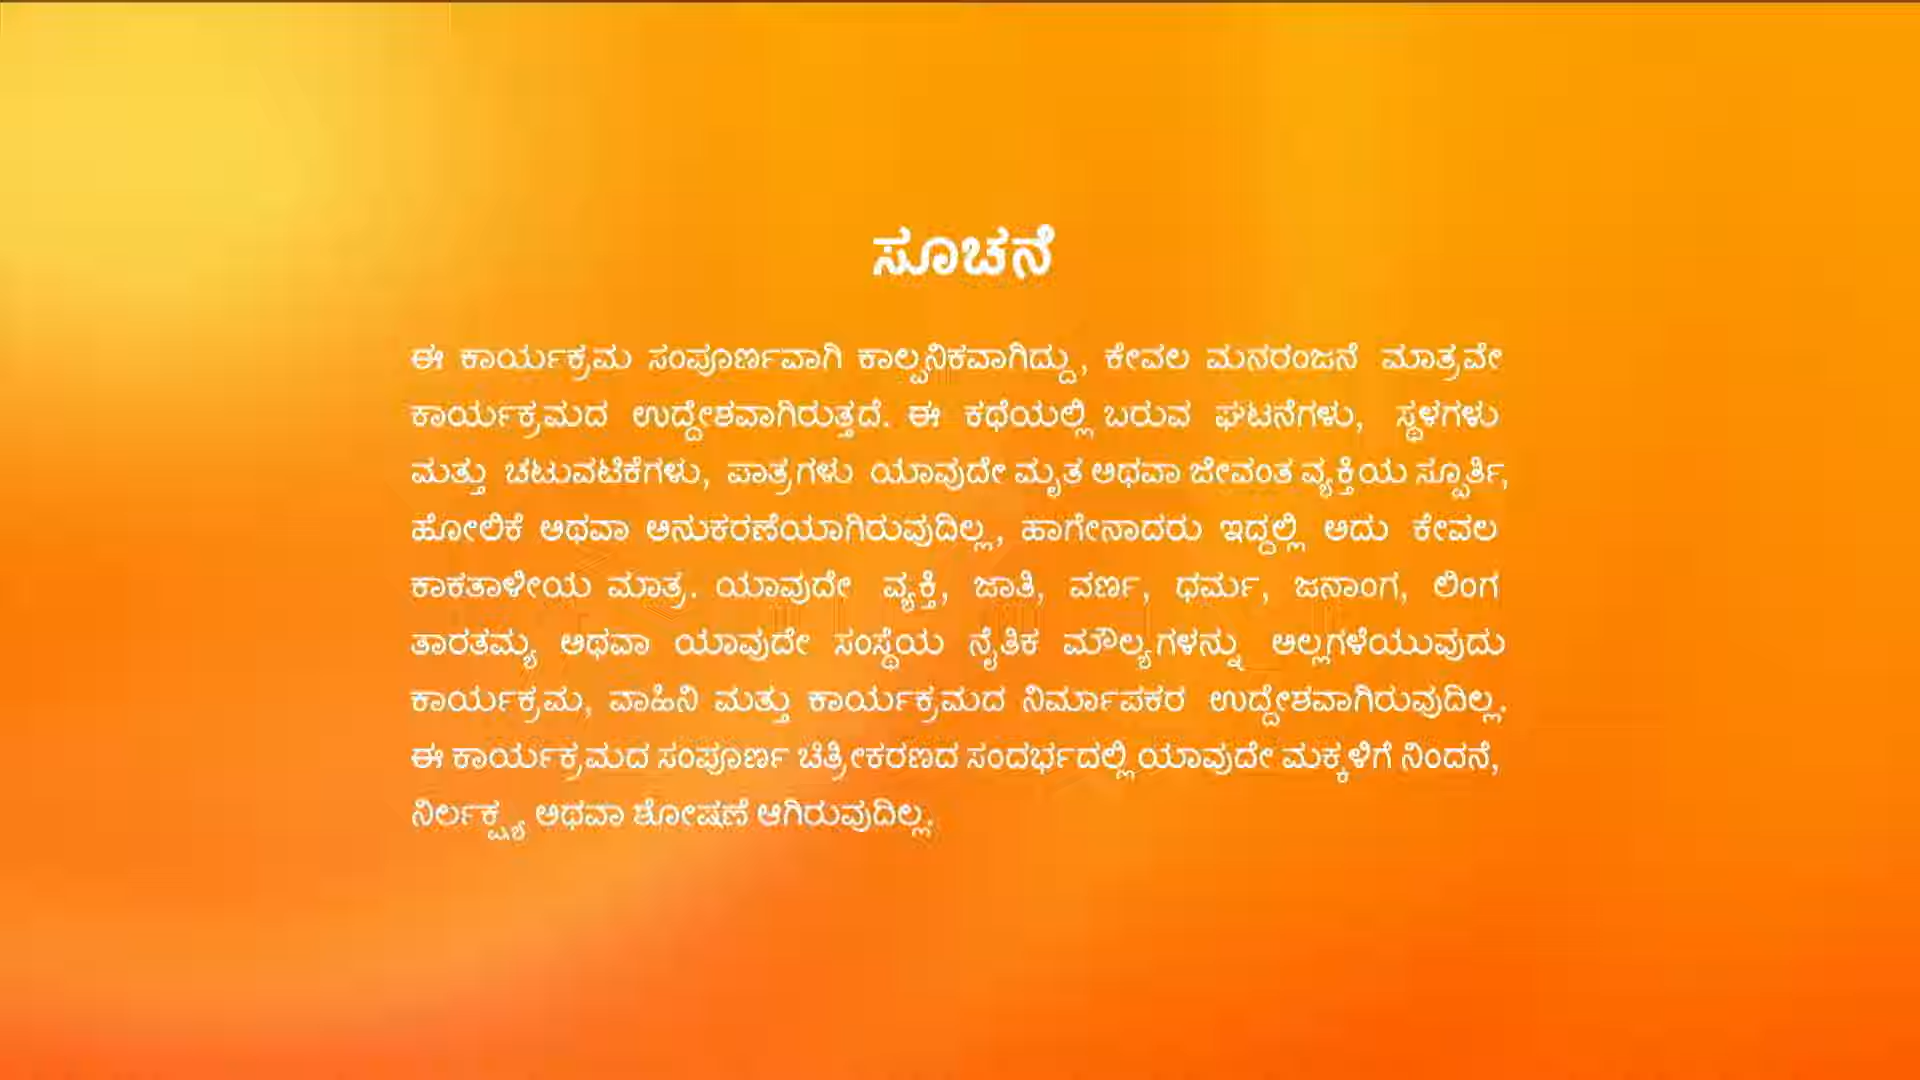 ಸೂಚನೆ
ಈ ಕಾರ್ಯಕ್ರಮ ಸಂಪೂರ್ಣವಾಗಿ ಕಾಲ್ಪನಿಕವಾಗಿದ್ದು, ಕೇವಲ ಮನರಂಜನೆ ಮಾತ್ರವೇ
ಕಾರ್ಯಕ್ರಮದ ಉದ್ದೇಶವಾಗಿರುತ್ತದೆ. ಈ ಕಥೆಯಲ್ಲಿ ಬರುವ ಘಟನೆಗಳು, ಸ್ಥಳಗಳು
ಮತ್ತು ಚಟುವಟಿಕೆಗಳು, ಪಾತ್ರಗಳು ಯಾವುದೇ ಮೃತ ಅಥವಾ ಜೀವಂತ ವ್ಯಕ್ತಿಯ ಸ್ಪೂರ್ತಿ,
ಹೋಲಿಕೆ ಅಥವಾ ಅನುಕರಣೆಯಾಗಿರುವುದಿಲ್ಲ, ಹಾಗೇನಾದರು ಇದ್ದಲ್ಲಿ ಅದು ಕೇವಲ
ಕಾಕತಾಳೀಯ ಮಾತ್ರ. ಯಾವುದೇ ವ್ಯಕ್ತಿ, ಜಾತಿ, ವರ್ಣ, ಧರ್ಮ, ಜನಾಂಗ, ಲಿಂಗ
ತಾರತಮ್ಯ ಅಥವಾ ಯಾವುದೇ ಸಂಸ್ಥೆಯ ನೈತಿಕ ಮೌಲ್ಯಗಳನ್ನು ಅಲ್ಲಗಳೆಯುವುದು
ಕಾರ್ಯಕ್ರಮ, ವಾಹಿನಿ ಮತ್ತು ಕಾರ್ಯಕ್ರಮದ ನಿರ್ಮಾಪಕರ ಉದ್ದೇಶವಾಗಿರುವುದಿಲ್ಲ.
ಈ ಕಾರ್ಯಕ್ರಮದ ಸಂಪೂರ್ಣ ಚಿತ್ರೀಕರಣದ ಸಂದರ್ಭದಲ್ಲಿ ಯಾವುದೇ ಮಕ್ಕಳಿಗೆ ನಿಂದನೆ,
ನಿರ್ಲಕ್ಷ್ಯ ಅಥವಾ ಶೋಷಣೆ ಆಗಿರುವುದಿಲ್ಲ.